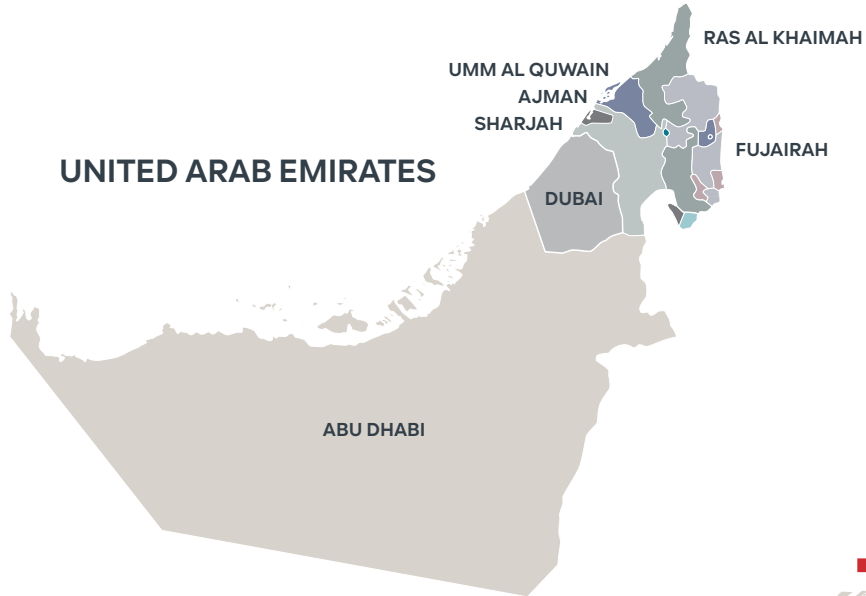 RAS AL KHAIMAH
UMM AL QUWAIN
AJMAN
SHARJAH
FUJAIRAH
UNITED ARAB EMIRATES
DUBAI
ABU DHABI